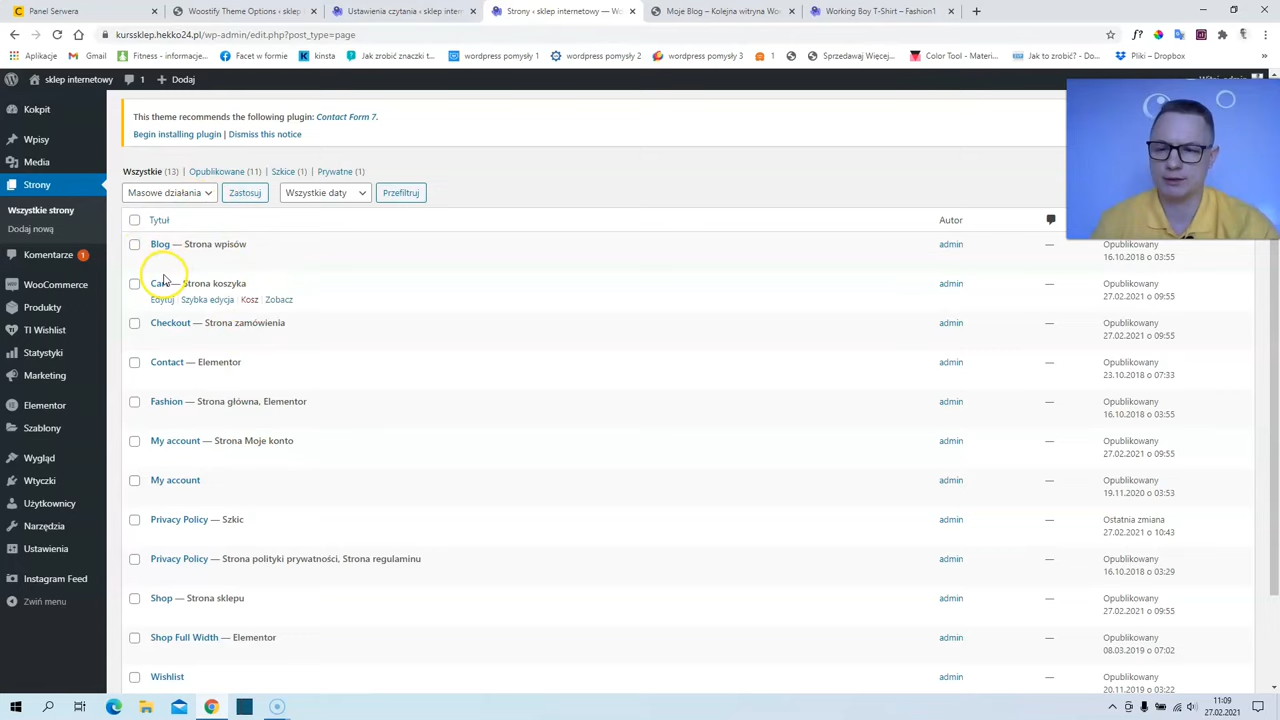 Panel Serwera
Woostify Theme Options ‹ sklep i
Ustawienia czytania ‹ sklep inter
Strony ‹ sklep internetowy — Wo
Moje Blog – Kolejna witryna Wor
Working Boy T-Shirt – Fashion1
kurssklep.hekko24.pl/wp-admin/edit.php?post_type=page
Aplikacje
Gmail
Fitness - informacje...
Facet w formie
kinsta
Jak zrobić znaczki t...
wordpress pomysły 1
wordpress pomyły 2
wordpress pomysły 3
1
Sprzedawaj Wordpr...
Color Tool - Materi...
Jak to zrobić? - Do...
Pliki – Dropbox
sklep internetowy
1
Dodaj
Witaj, admin
Kokpit
Wpisy
Media
Strony
Wszystkie strony
Dodaj nową
Komentarze 1
WooCommerce
Produkty
TI Wishlist
Statystyki
Marketing
Elementor
Szablony
Wygląd
Wtyczki
Użytkownicy
Narzędzia
Ustawienia
Instagram Feed
Zwiń menu
This theme recommends the following plugin: Contact Form 7.
Begin installing plugin | Dismiss this notice
Wszystkie (13) | Opublikowane (11) | Szkice (1) | Prywatne (1)
Masowe działania
Zastosuj
Wszystkie daty
Przefiltruj
Tytuł
Autor
Blog — Strona wpisów
admin
—
Opublikowany
16.10.2018 o 03:55
Cart — Strona koszyka
Edytuj | Szybka edycja | Kosz | Zobacz
admin
—
Opublikowany
27.02.2021 o 09:55
Checkout — Strona zamówienia
admin
—
Opublikowany
27.02.2021 o 09:55
Contact — Elementor
admin
—
Opublikowany
23.10.2018 o 07:33
Fashion — Strona główna, Elementor
admin
—
Opublikowany
16.10.2018 o 03:55
My account — Strona Moje konto
admin
—
Opublikowany
27.02.2021 o 09:55
My account
admin
—
Opublikowany
19.11.2020 o 03:53
Privacy Policy — Szkic
admin
—
Ostatnia zmiana
27.02.2021 o 10:43
Privacy Policy — Strona polityki prywatności, Strona regulaminu
admin
—
Opublikowany
16.10.2018 o 03:29
Shop — Strona sklepu
admin
—
Opublikowany
27.02.2021 o 09:55
Shop Full Width — Elementor
admin
—
Opublikowany
08.03.2019 o 07:02
Wishlist
admin
—
Opublikowany
20.11.2019 o 03:22
11:09
27.02.2021